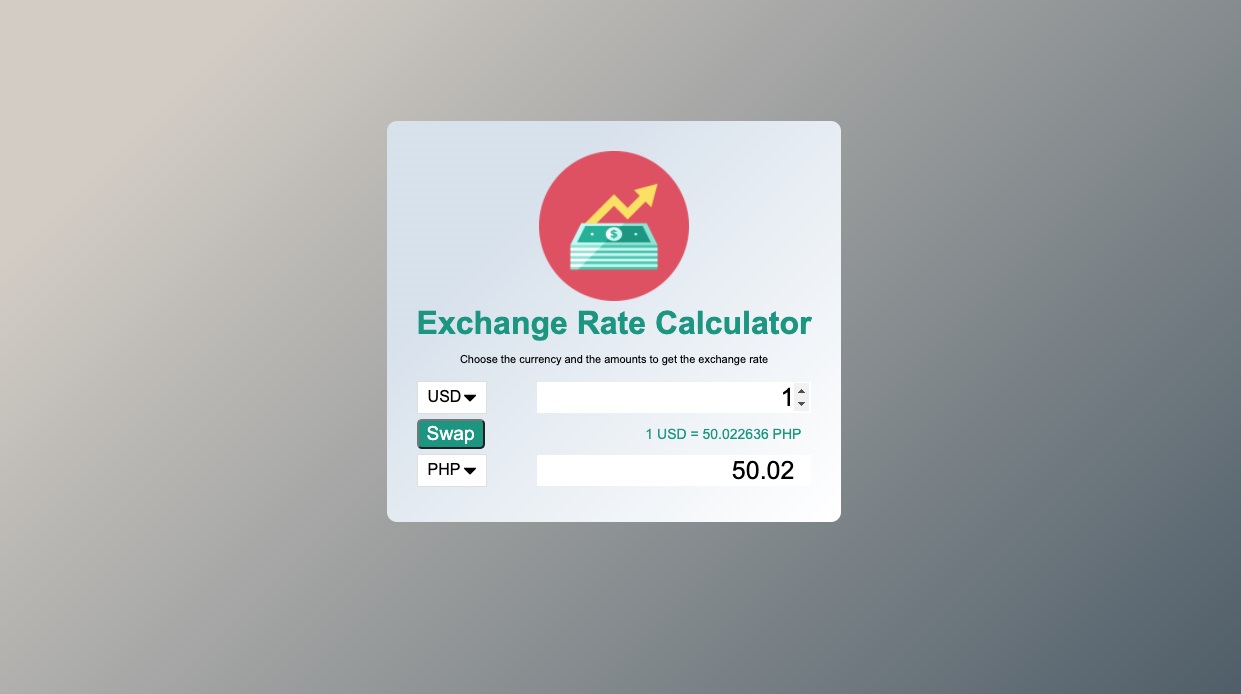 $
Exchange Rate Calculator
Choose the currency and the amounts to get the exchange rate
USD 1
Swap 1 USD = 50.022636 PHP
PHP 50.02